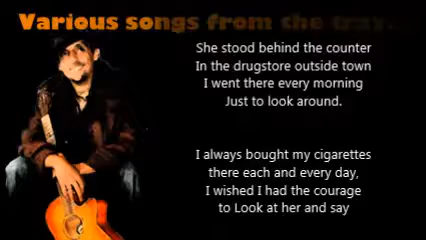 Various songs from the
She stood behind the counter
In the drugstore outside town
I went there every morning
Just to look around.
I always bought my cigarettes
there each and every day,
I wished I had the courage
to Look at her and say